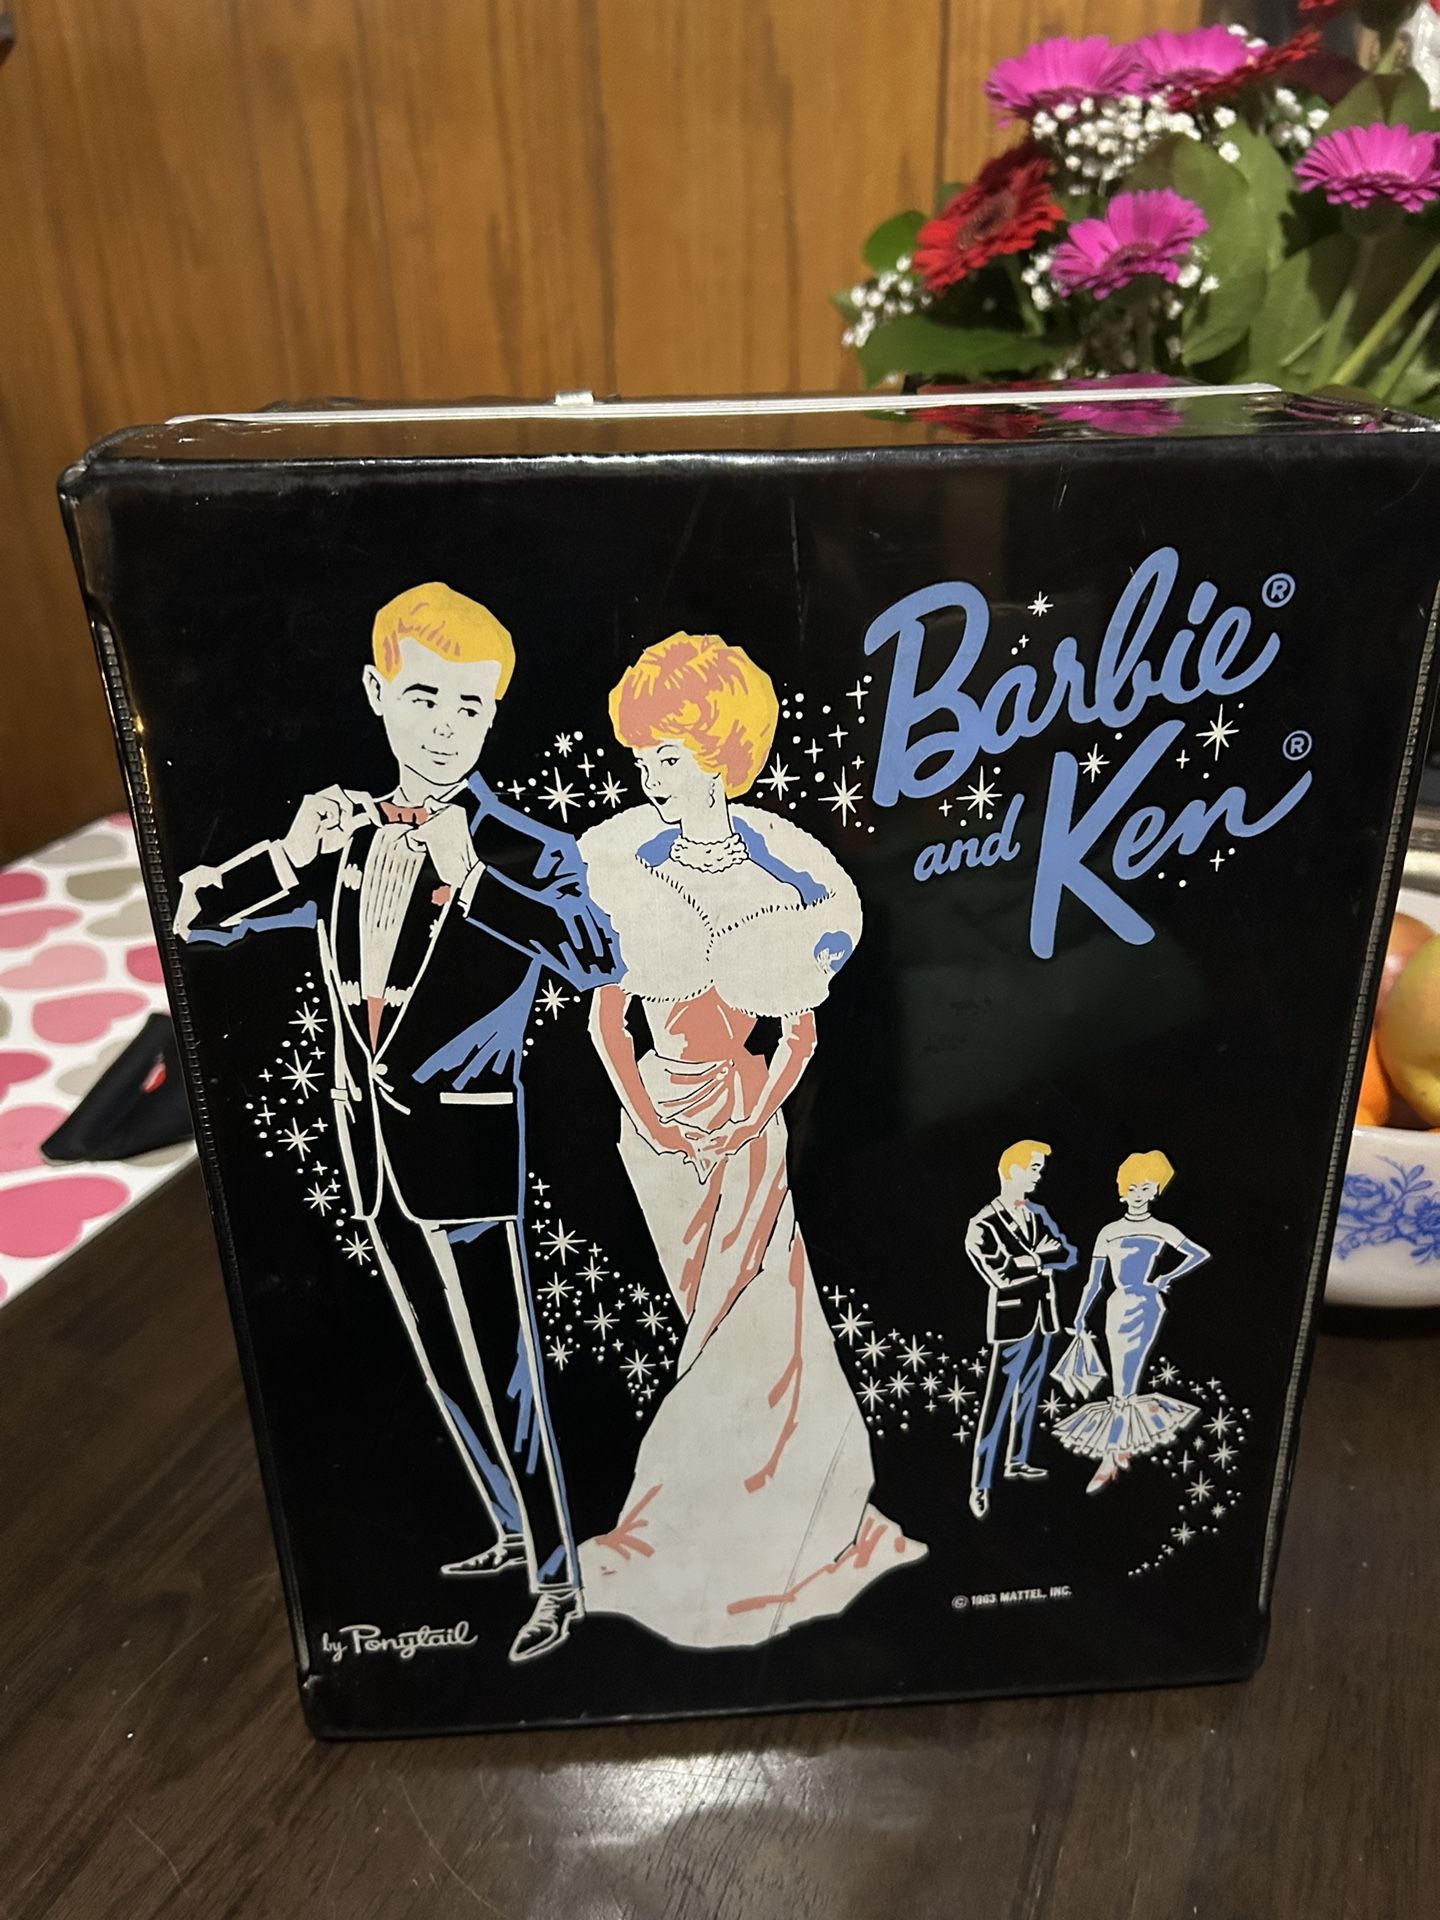 Barbie®
and Ken®
© 1963 MATTEL, INC.
by Ponytail